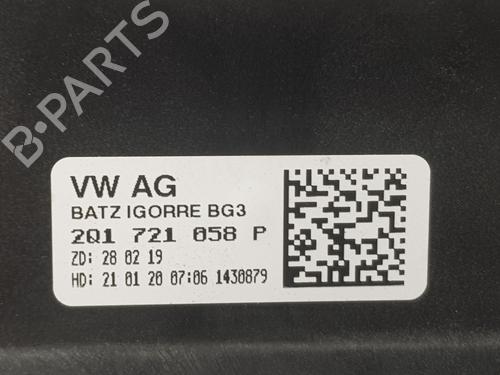 B-PARTS
VW AG
BATZ IGORRE BG3
2Q1 721 058 P
ZD: 28 02 19
HD: 21 01 20 07:06 1430879